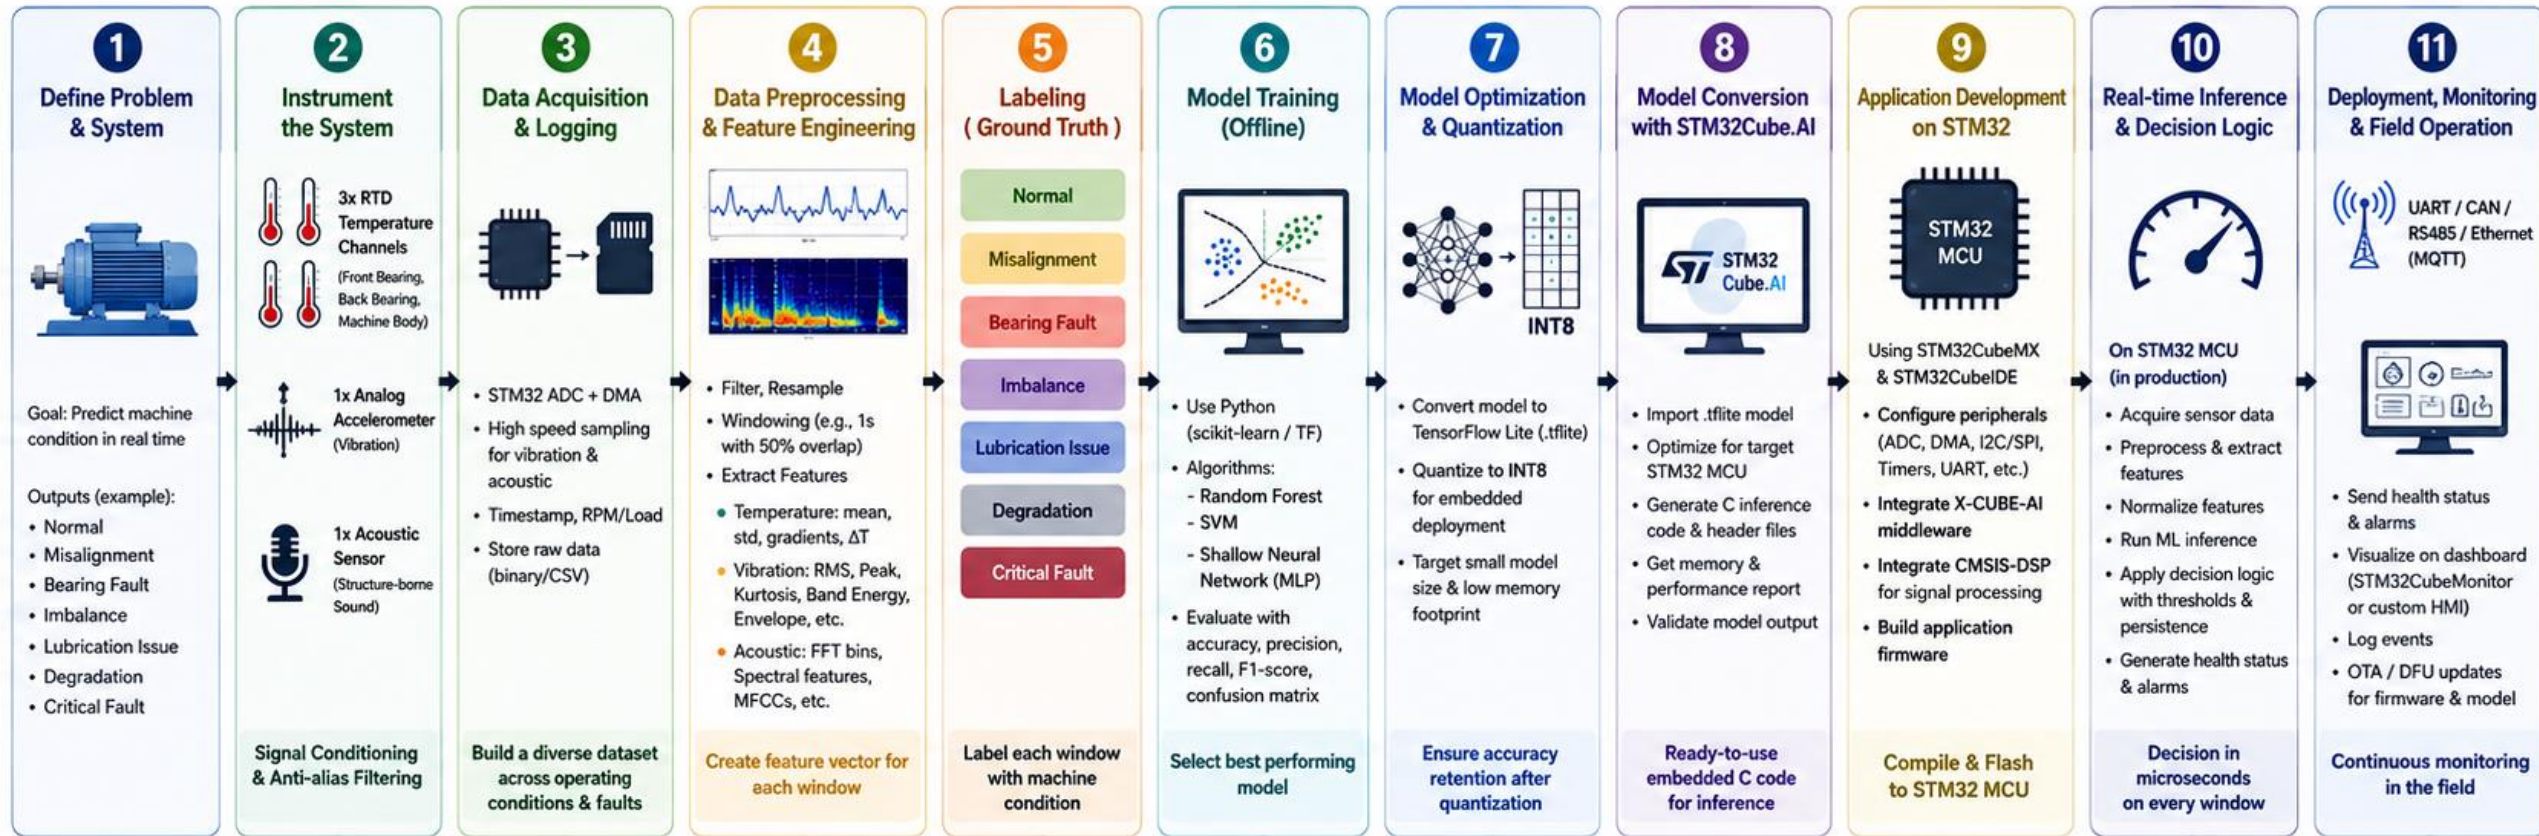 1
Define Problem
& System
Goal: Predict machine
condition in real time
Outputs (example):
• Normal
• Misalignment
• Bearing Fault
• Imbalance
• Lubrication Issue
• Degradation
• Critical Fault
2
Instrument
the System
3x RTD
Temperature
Channels
(Front Bearing,
Back Bearing,
Machine Body)
1x Analog
Accelerometer
(Vibration)
1x Acoustic
Sensor
(Structure-borne
Sound)
Signal Conditioning
& Anti-alias Filtering
3
Data Acquisition
& Logging
• STM32 ADC + DMA
• High speed sampling
for vibration &
acoustic
• Timestamp, RPM/Load
• Store raw data
(binary/CSV)
Build a diverse dataset
across operating
conditions & faults
4
Data Preprocessing
& Feature Engineering
• Filter, Resample
• Windowing (e.g., 1s
with 50% overlap)
• Extract Features
• Temperature: mean,
std, gradients, ΔT
• Vibration: RMS, Peak,
Kurtosis, Band Energy,
Envelope, etc.
• Acoustic: FFT bins,
Spectral features,
MFCCs, etc.
Create feature vector for
each window
5
Labeling
( Ground Truth )
Normal
Misalignment
Bearing Fault
Imbalance
Lubrication Issue
Degradation
Critical Fault
Label each window
with machine
condition
6
Model Training
(Offline)
• Use Python
(scikit-learn / TF)
• Algorithms:
- Random Forest
- SVM
- Shallow Neural
Network (MLP)
• Evaluate with
accuracy, precision,
recall, F1-score,
confusion matrix
Select best performing
model
7
Model Optimization
& Quantization
INT8
• Convert model to
TensorFlow Lite (.tflite)
• Quantize to INT8
for embedded
deployment
• Target small model
size & low memory
footprint
Ensure accuracy
retention after
quantization
8
Model Conversion
with STM32Cube.AI
ST
STM32
Cube.AI
• Import .tflite model
• Optimize for target
STM32 MCU
• Generate C inference
code & header files
• Get memory &
performance report
• Validate model output
Ready-to-use
embedded C code
for inference
9
Application Development
on STM32
STM32
MCU
Using STM32CubeMX
& STM32CubeIDE
• Configure peripherals
(ADC, DMA, I2C/SPI,
Timers, UART, etc.)
• Integrate X-CUBE-AI
middleware
• Integrate CMSIS-DSP
for signal processing
• Build application
firmware
Compile & Flash
to STM32 MCU
10
Real-time Inference
& Decision Logic
On STM32 MCU
(in production)
• Acquire sensor data
• Preprocess & extract
features
• Normalize features
• Run ML inference
• Apply decision logic
with thresholds &
persistence
• Generate health status
& alarms
Decision in
microseconds
on every window
11
Deployment, Monitoring
& Field Operation
UART / CAN /
RS485 / Ethernet
(MQTT)
• Send health status
& alarms
• Visualize on dashboard
(STM32CubeMonitor
or custom HMI)
• Log events
• OTA / DFU updates
for firmware & model
Continuous monitoring
in the field